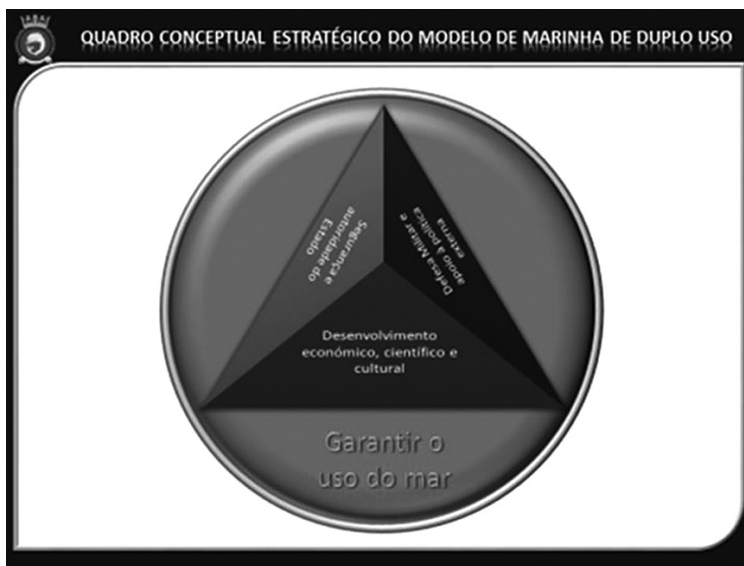 QUADRO CONCEPTUAL ESTRATÉGICO DO MODELO DE MARINHA DE DUPLO USO
Segurança e
autoridade do
Estado
Defesa Militar e
apoio à política
externa
Desenvolvimento
económico, científico e
cultural
Garantir o
uso do mar